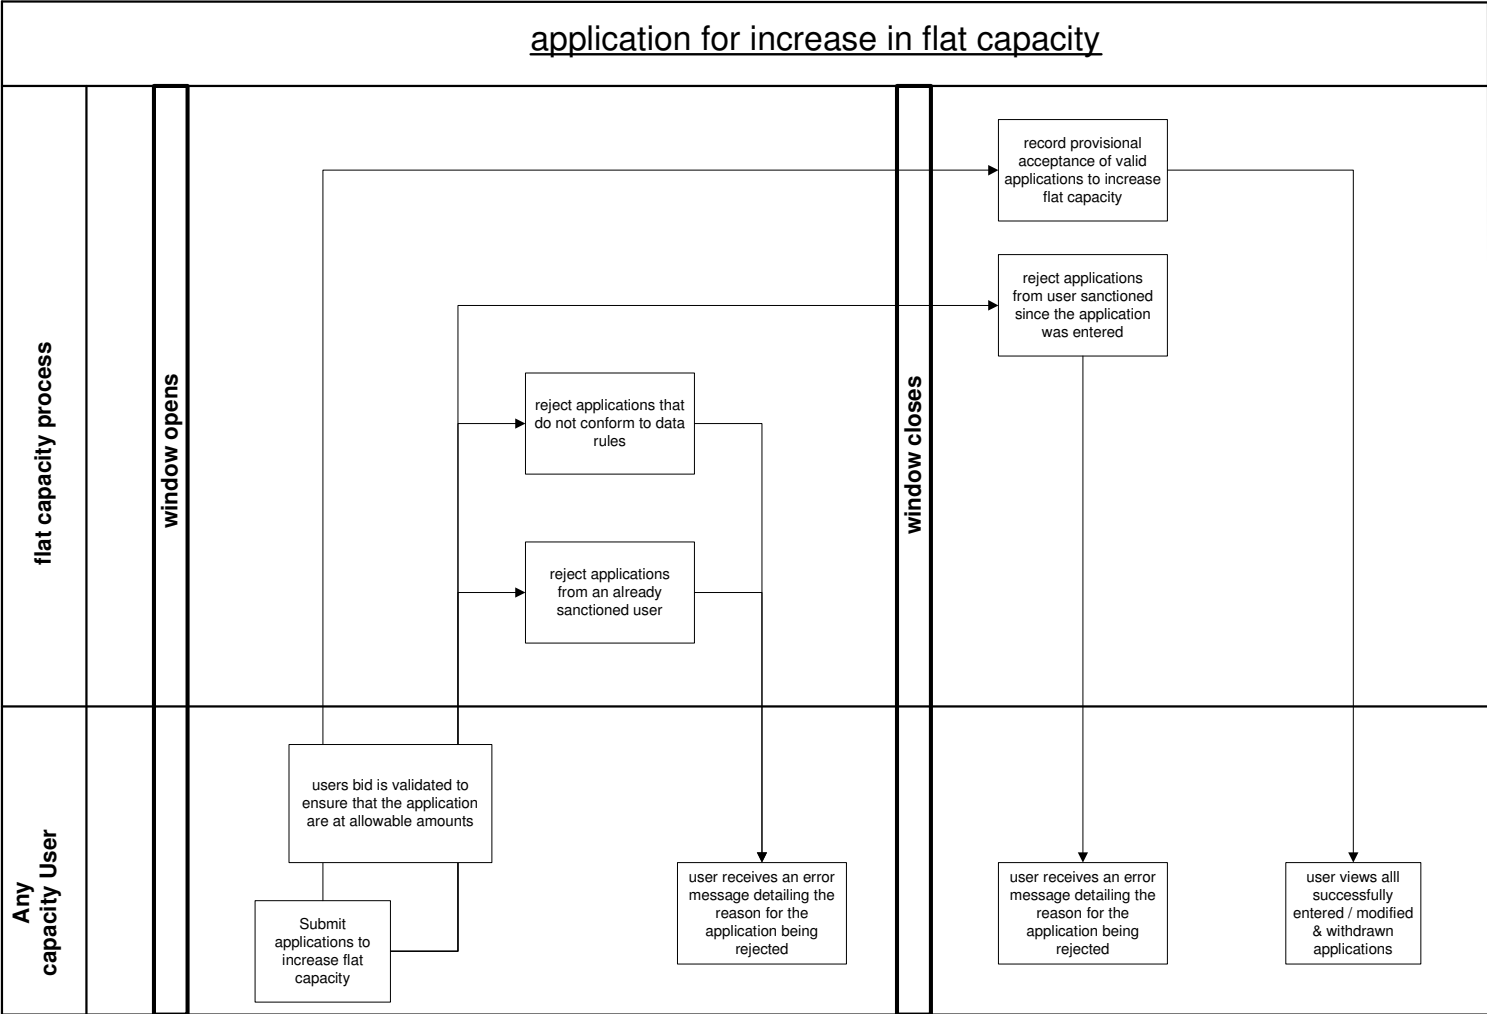 application for increase in flat capacity
flat capacity process
window opens
window closes
record provisional
acceptance of valid
applications to increase
flat capacity
reject applications
from user sanctioned
since the application
was entered
reject applications that
do not conform to data
rules
reject applications
from an already
sanctioned user
Any
capacity User
users bid is validated to
ensure that the application
are at allowable amounts
Submit
applications to
increase flat
capacity
user receives an error
message detailing the
reason for the
application being
rejected
user receives an error
message detailing the
reason for the
application being
rejected
user views alll
successfully
entered / modified
& withdrawn
applications